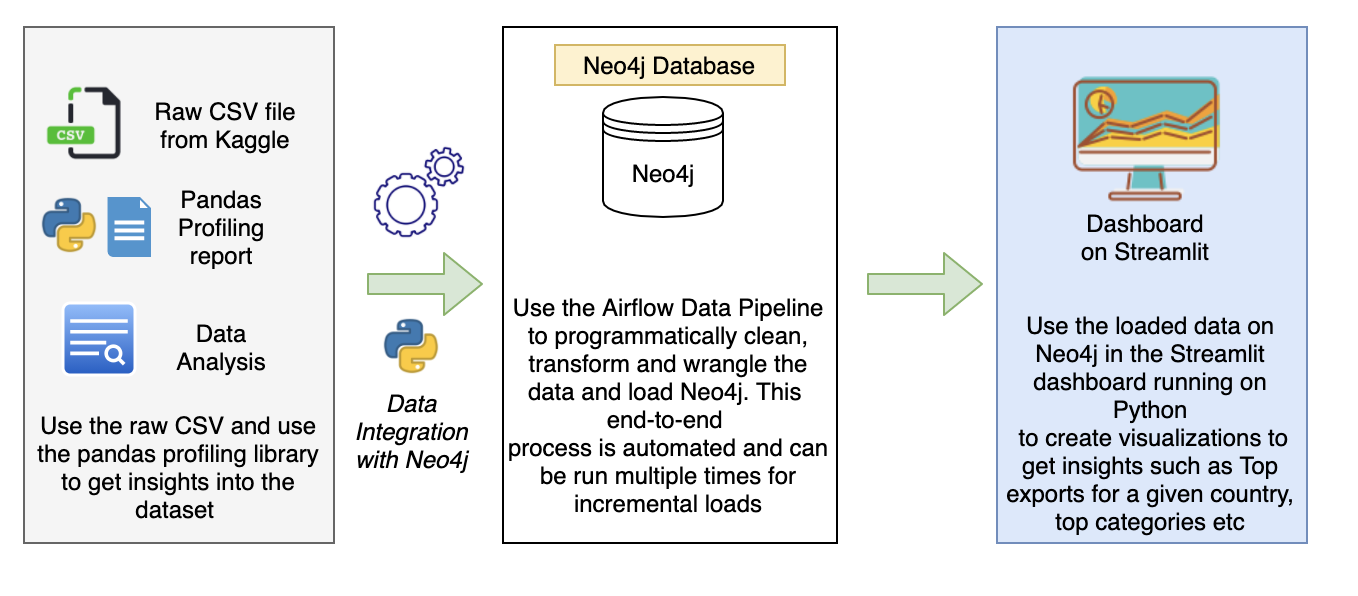 CSV
Raw CSV file
from Kaggle
Pandas
Profiling
report
Data
Analysis
Use the raw CSV and use
the pandas profiling library
to get insights into the
dataset
Data
Integration
with Neo4j
Neo4j Database
Neo4j
Use the Airflow Data Pipeline
to programmatically clean,
transform and wrangle the
data and load Neo4j. This
end-to-end
process is automated and can
be run multiple times for
incremental loads
Dashboard
on Streamlit
Use the loaded data on
Neo4j in the Streamlit
dashboard running on
Python
to create visualizations to
get insights such as Top
exports for a given country,
top categories etc